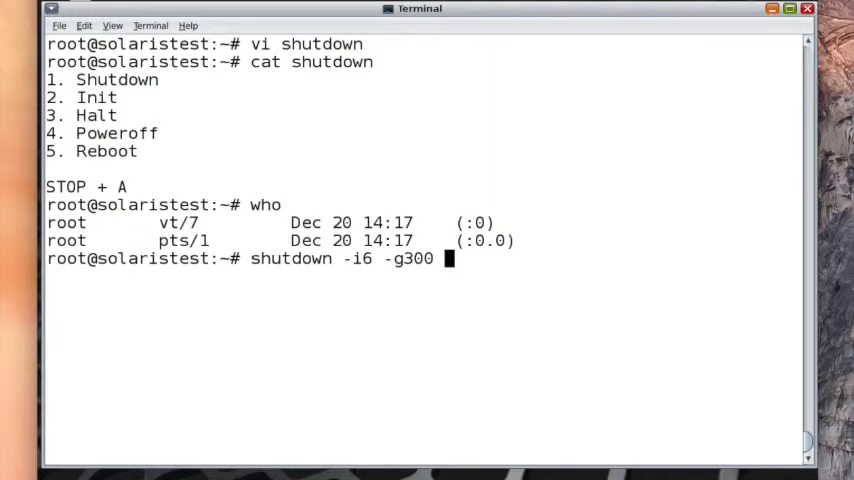 Terminal
File Edit View Terminal Help
root@solaristest:~# vi shutdown
root@solaristest:~# cat shutdown
1. Shutdown
2. Init
3. Halt
4. Poweroff
5. Reboot
STOP + A
root@solaristest:~# who
root vt/7 Dec 20 14:17 (:0)
root pts/1 Dec 20 14:17 (:0.0)
root@solaristest:~# shutdown -i6 -g300